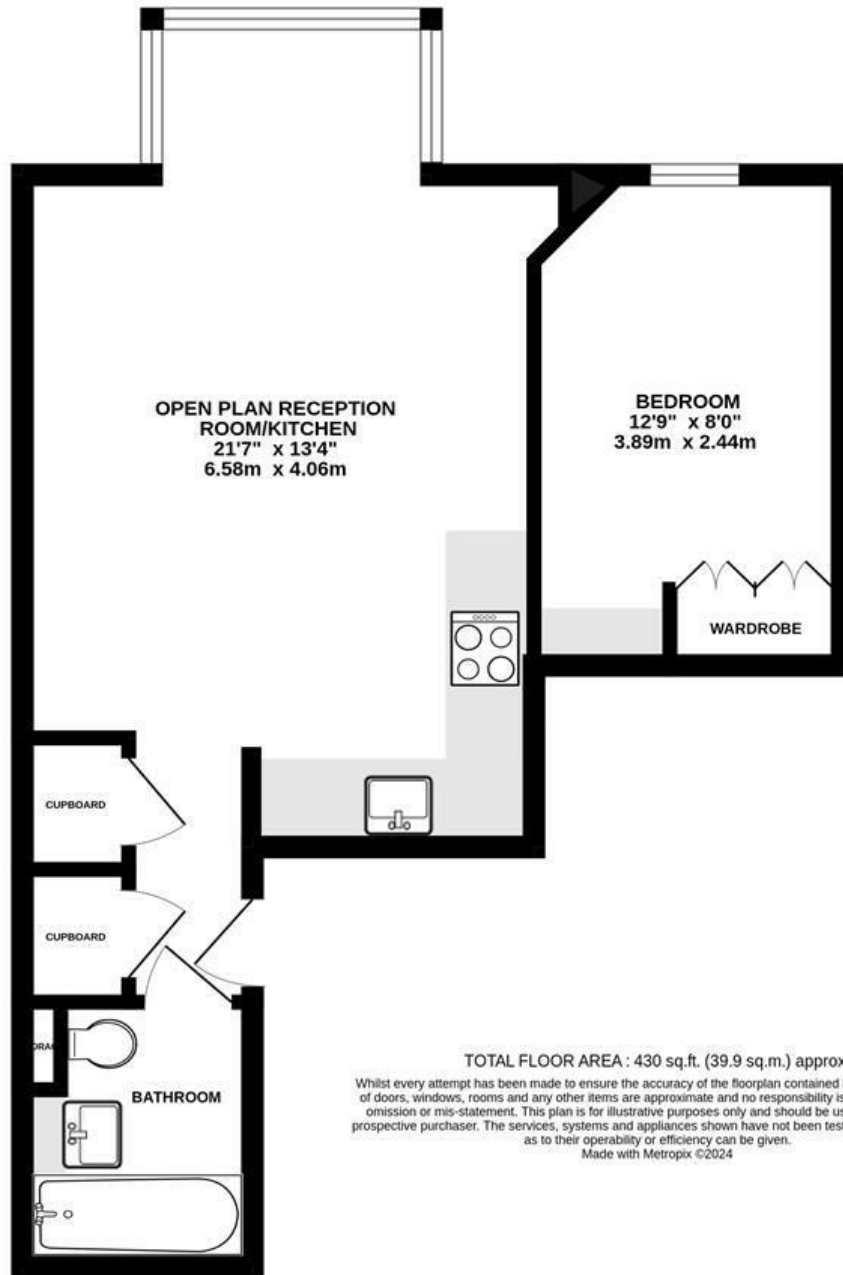 OPEN PLAN RECEPTION
ROOM/KITCHEN
21'7" x 13'4"
6.58m x 4.06m
BEDROOM
12'9" x 8'0"
3.89m x 2.44m
WARDROBE
CUPBOARD
CUPBOARD
BATHROOM
TOTAL FLOOR AREA : 430 sq.ft. (39.9 sq.m.) approx
Whilst every attempt has been made to ensure the accuracy of the floorplan contained
of doors, windows, rooms and any other items are approximate and no responsibility is
omission or mis-statement. This plan is for illustrative purposes only and should be us
prospective purchaser. The services, systems and appliances shown have not been test
as to their operability or efficiency can be given.
Made with Metropix ©2024